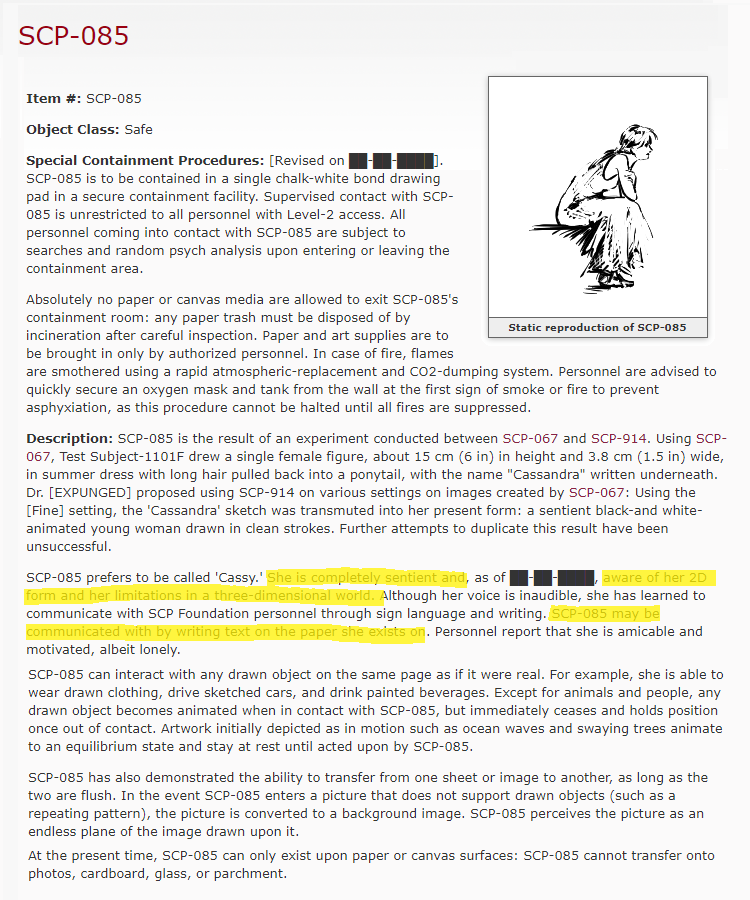 SCP-085
Item #: SCP-085
Object Class: Safe
Special Containment Procedures: [Revised on ██-██-████].
SCP-085 is to be contained in a single chalk-white bond drawing
pad in a secure containment facility. Supervised contact with SCP-
085 is unrestricted to all personnel with Level-2 access. All
personnel coming into contact with SCP-085 are subject to
searches and random psych analysis upon entering or leaving the
containment area.
Absolutely no paper or canvas media are allowed to exit SCP-085's
containment room: any paper trash must be disposed of by
incineration after careful inspection. Paper and art supplies are to
be brought in only by authorized personnel. In case of fire, flames
are smothered using a rapid atmospheric-replacement and CO2-dumping system. Personnel are advised to
quickly secure an oxygen mask and tank from the wall at the first sign of smoke or fire to prevent
asphyxiation, as this procedure cannot be halted until all fires are suppressed.
Static reproduction of SCP-085
Description: SCP-085 is the result of an experiment conducted between SCP-067 and SCP-914. Using SCP-
067, Test Subject-1101F drew a single female figure, about 15 cm (6 in) in height and 3.8 cm (1.5 in) wide,
in summer dress with long hair pulled back into a ponytail, with the name "Cassandra" written underneath.
Dr. [EXPUNGED] proposed using SCP-914 on various settings on images created by SCP-067: Using the
[Fine] setting, the 'Cassandra' sketch was transmuted into her present form: a sentient black-and white-
animated young woman drawn in clean strokes. Further attempts to duplicate this result have been
unsuccessful.
SCP-085 prefers to be called 'Cassy.' She is completely sentient and, as of ██-██-████, aware of her 2D
form and her limitations in a three-dimensional world. Although her voice is inaudible, she has learned to
communicate with SCP Foundation personnel through sign language and writing. SCP-085 may be
communicated with by writing text on the paper she exists on. Personnel report that she is amicable and
motivated, albeit lonely.
SCP-085 can interact with any drawn object on the same page as if it were real. For example, she is able to
wear drawn clothing, drive sketched cars, and drink painted beverages. Except for animals and people, any
drawn object becomes animated when in contact with SCP-085, but immediately ceases and holds position
once out of contact. Artwork initially depicted as in motion such as ocean waves and swaying trees animate
to an equilibrium state and stay at rest until acted upon by SCP-085.
SCP-085 has also demonstrated the ability to transfer from one sheet or image to another, as long as the
two are flush. In the event SCP-085 enters a picture that does not support drawn objects (such as a
repeating pattern), the picture is converted to a background image. SCP-085 perceives the picture as an
endless plane of the image drawn upon it.
At the present time, SCP-085 can only exist upon paper or canvas surfaces: SCP-085 cannot transfer onto
photos, cardboard, glass, or parchment.